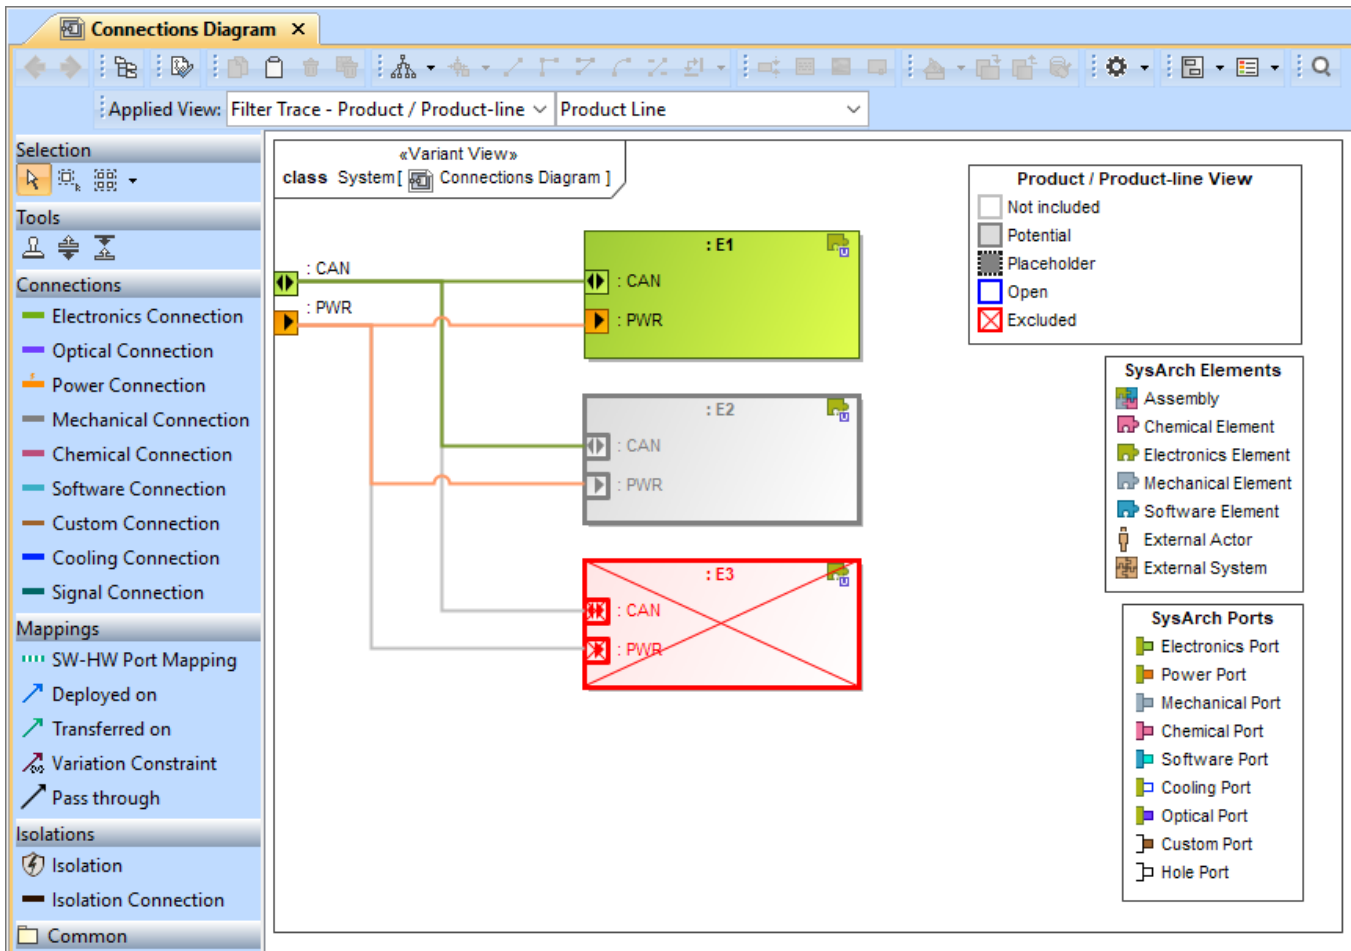 Connections Diagram ×
Applied View: Filter Trace - Product / Product-line Product Line
Selection
Tools
Connections
Electronics Connection
Optical Connection
Power Connection
Mechanical Connection
Chemical Connection
Software Connection
Custom Connection
Cooling Connection
Signal Connection
Mappings
SW-HW Port Mapping
Deployed on
Transferred on
Variation Constraint
Pass through
Isolations
Isolation
Isolation Connection
Common
«Variant View»
class System[ Connections Diagram ]
: CAN
: PWR
: E1
: CAN
: PWR
: E2
: CAN
: PWR
: E3
: CAN
: PWR
Product / Product-line View
Not included
Potential
Placeholder
Open
Excluded
SysArch Elements
Assembly
Chemical Element
Electronics Element
Mechanical Element
Software Element
External Actor
External System
SysArch Ports
Electronics Port
Power Port
Mechanical Port
Chemical Port
Software Port
Cooling Port
Optical Port
Custom Port
Hole Port